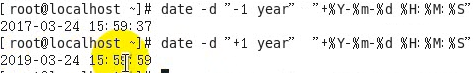 [root@localhost ~]# date -d "-1 year"  "+%Y-%m-%d %H:%M:%S"
2017-03-24 15:59:37
[root@localhost ~]# date -d "+1 year"  "+%Y-%m-%d %H:%M:%S"
2019-03-24 15:59:59